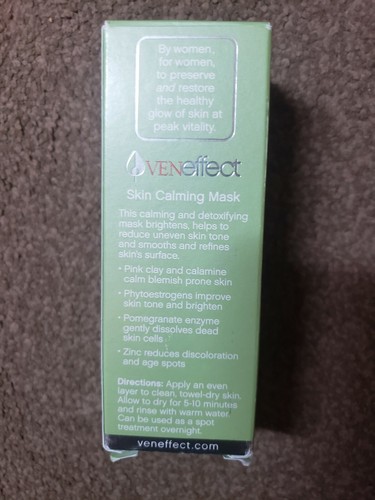 By women,
for women,
to preserve
and restore
the healthy
glow of skin at
peak vitality.
VENeffect
Skin Calming Mask
This calming and detoxifying
mask brightens, helps to
reduce uneven skin tone
and smooths and refines
skin's surface.
• Pink clay and calamine
calm blemish prone skin
• Phytoestrogens improve
skin tone and brighten
• Pomegranate enzyme
gently dissolves dead
skin cells
• Zinc reduces discoloration
and age spots
Directions: Apply an even
layer to clean, towel-dry skin.
Allow to dry for 5-10 minutes
and rinse with warm water.
Can be used as a spot
treatment overnight.
veneffect.com